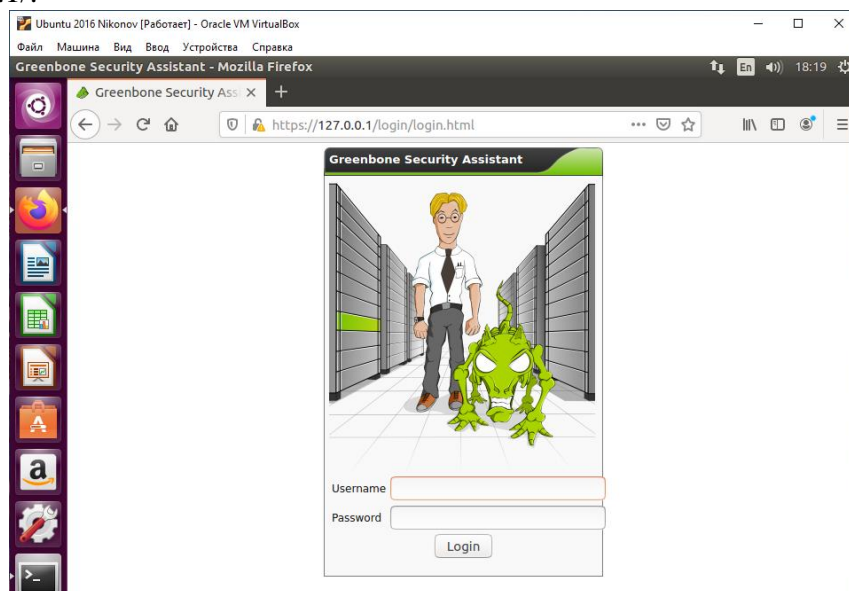 Ubuntu 2016 Nikonov [Работает] - Oracle VM VirtualBox
Файл Машина Вид Ввод Устройства Справка
Greenbone Security Assistant - Mozilla Firefox
En 18:19
Greenbone Security Ass
https://127.0.0.1/login/login.html
Greenbone Security Assistant
Username
Password
Login